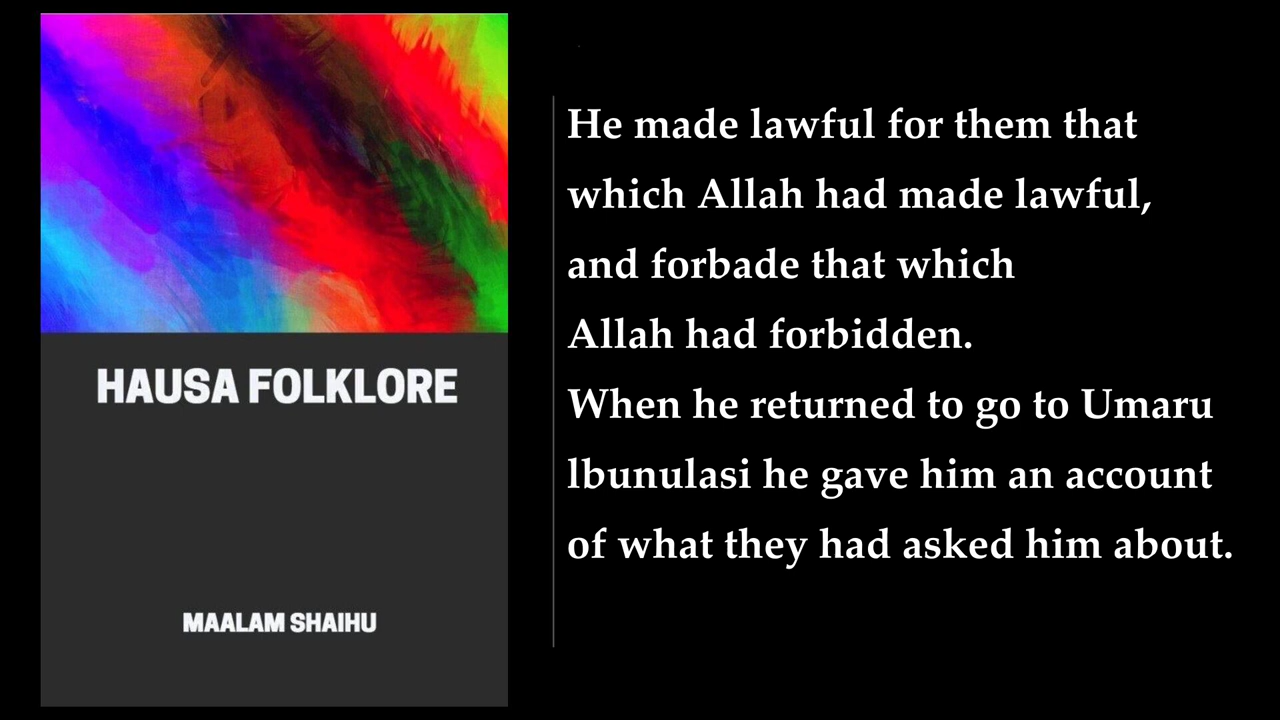 HAUSA FOLKLORE
MAALAM SHAIHU
He made lawful for them that
which Allah had made lawful,
and forbade that which
Allah had forbidden.
When he returned to go to Umaru
lbunulasi he gave him an account
of what they had asked him about.